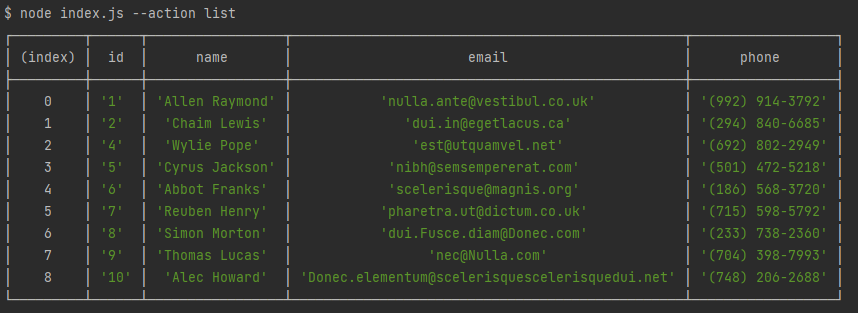 $ node index.js --action list
(index) id name email phone
0 '1' 'Allen Raymond' 'nulla.ante@vestibul.co.uk' '(992) 914-3792'
1 '2' 'Chaim Lewis' 'dui.in@egetlacus.ca' '(294) 840-6685'
2 '4' 'Wylie Pope' 'est@utquamvel.net' '(692) 802-2949'
3 '5' 'Cyrus Jackson' 'nibh@semsempererat.com' '(501) 472-5218'
4 '6' 'Abbot Franks' 'scelerisque@magnis.org' '(186) 568-3720'
5 '7' 'Reuben Henry' 'pharetra.ut@dictum.co.uk' '(715) 598-5792'
6 '8' 'Simon Morton' 'dui.Fusce.diam@Donec.com' '(233) 738-2360'
7 '9' 'Thomas Lucas' 'nec@Nulla.com' '(704) 398-7993'
8 '10' 'Alec Howard' 'Donec.elementum@scelerisquescelerisquedui.net' '(748) 206-2688'